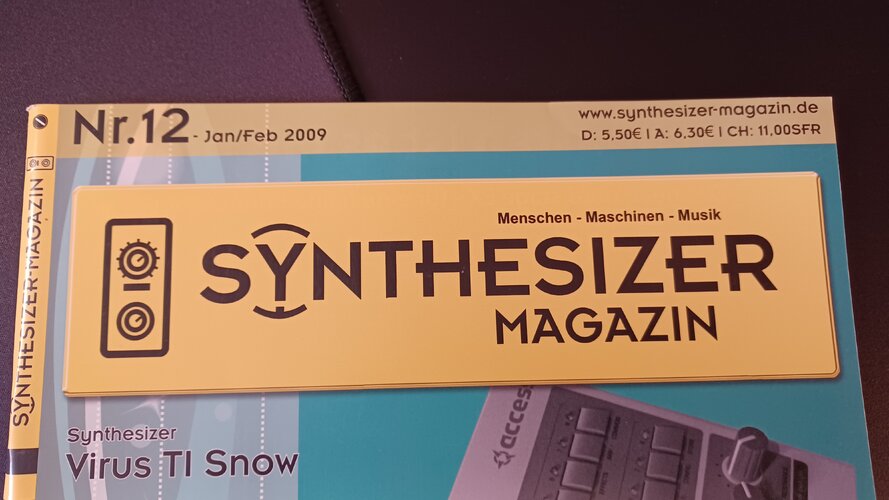 Nr.12 - Jan/Feb 2009
www.synthesizer-magazin.de
D: 5,50€ | A: 6,30€ | CH: 11,00SFR
SYNTHESIZER-MAGAZIN
Menschen - Maschinen - Musik
SYNTHESIZER
MAGAZIN
Synthesizer
Virus TI Snow
access